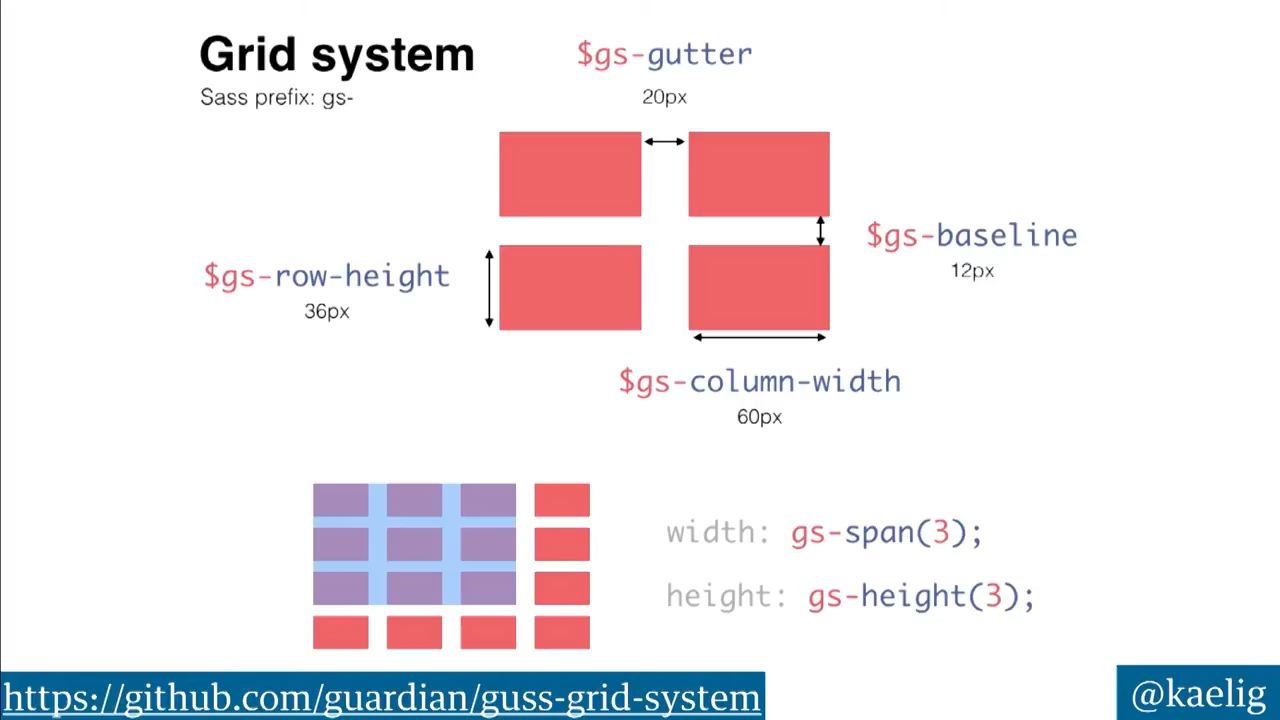 Grid system
Sass prefix: gs-
$gs-gutter
20px
$gs-baseline
12px
$gs-row-height
36px
$gs-column-width
60px
width: gs-span(3);
height: gs-height(3);
https://github.com/guardian/guss-grid-system
@kaelig